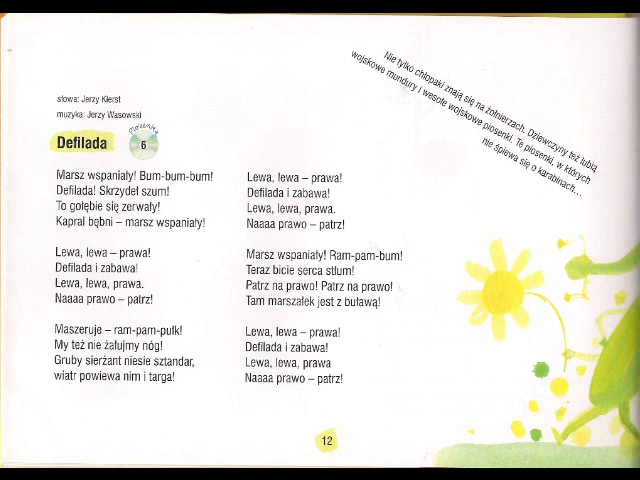 Nie tylko chłopaki znają się na żołnierzach. Dziewczyny też lubią
wojskowe mundury i wesołe wojskowe piosenki. Te piosenki, w których
nie śpiewa się o karabinach...
słowa: Jerzy Kierst
muzyka: Jerzy Wasowski
Defilada
piosenka
6
Marsz wspaniały! Bum-bum-bum!
Defilada! Skrzydeł szum!
To gołębie się zerwały!
Kapral bębni – marsz wspaniały!
Lewa, lewa – prawa!
Defilada i zabawa!
Lewa, lewa, prawa.
Naaaa prawo – patrz!
Maszeruje – ram-pam-pułk!
My też nie żałujmy nóg!
Gruby sierżant niesie sztandar,
wiatr powiewa nim i targa!
Lewa, lewa – prawa!
Defilada i zabawa!
Lewa, lewa, prawa.
Naaaa prawo – patrz!
Marsz wspaniały! Ram-pam-bum!
Teraz bicie serca stłum!
Patrz na prawo! Patrz na prawo!
Tam marszałek jest z buławą!
Lewa, lewa – prawa!
Defilada i zabawa!
Lewa, lewa, prawa
Naaaa prawo – patrz!
12